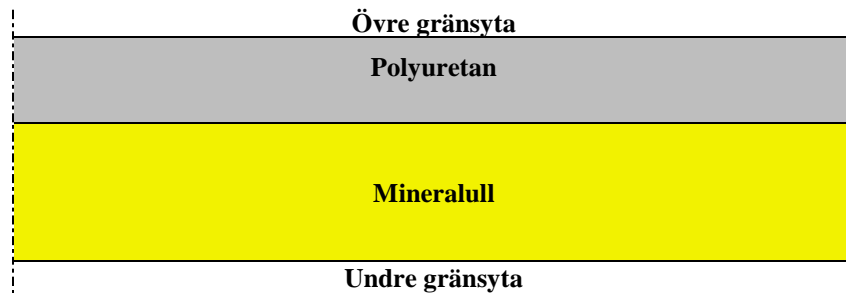 Övre gränsyta
Polyuretan
Mineralull
Undre gränsyta